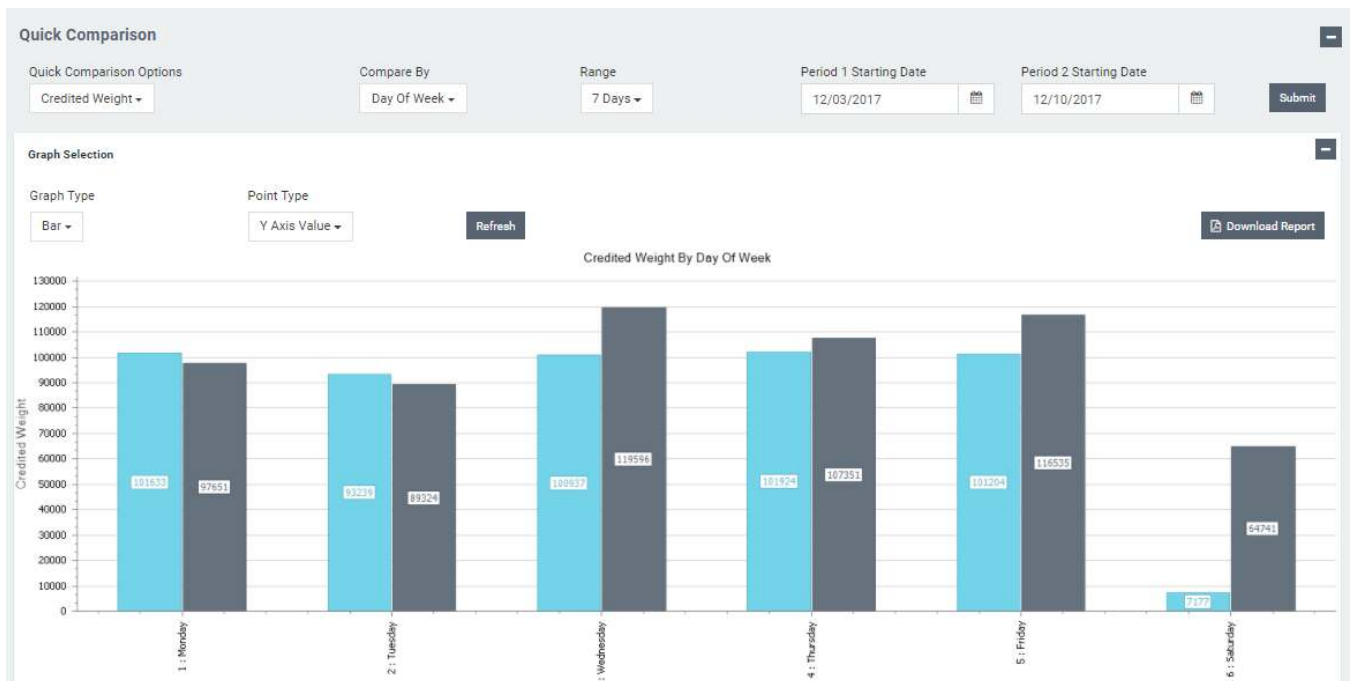 Quick Comparison
Quick Comparison Options Compare By Range Period 1 Starting Date Period 2 Starting Date
Credited Weight Day Of Week 7 Days 12/03/2017 12/10/2017 Submit
Graph Selection
Graph Type Point Type
Bar Y Axis Value Refresh Download Report
Credited Weight By Day Of Week
Credited Weight
130000
120000
110000
100000
90000
80000
70000
60000
50000
40000
30000
20000
10000
0
101633
97651
93239
89324
100937
119596
101924
107351
101204
116535
7177
64741
1 : Monday
2 : Tuesday
: Wednesday
4 : Thursday
5 : Friday
6 : Saturday